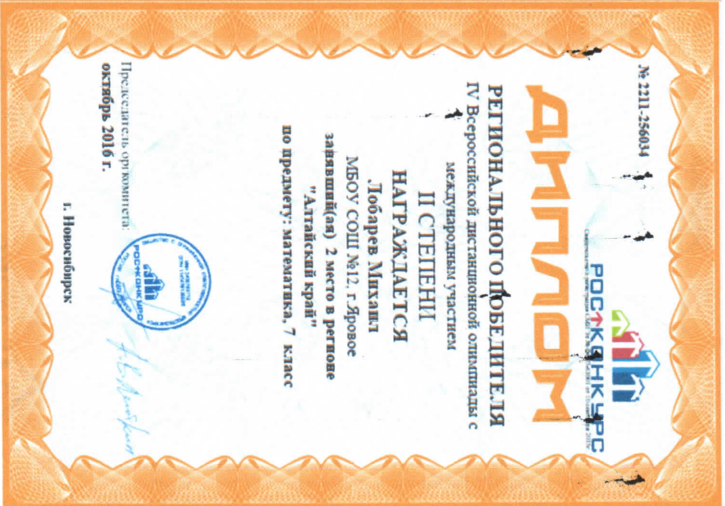 № 2211-256034
РОСТКОНКУРС
ДИПЛОМ
РЕГИОНАЛЬНОГО ПОБЕДИТЕЛЯ
IV Всероссийской дистанционной олимпиады с
международным участием
II СТЕПЕНИ
НАГРАЖДАЕТСЯ
Лобарев Михаил
МБОУ СОШ №12, г.Яровое
занявший(ая) 2 место в регионе
"Алтайский край"
по предмету: математика, 7 класс
Председатель оргкомитета:
октябрь 2016 г.
г. Новосибирск